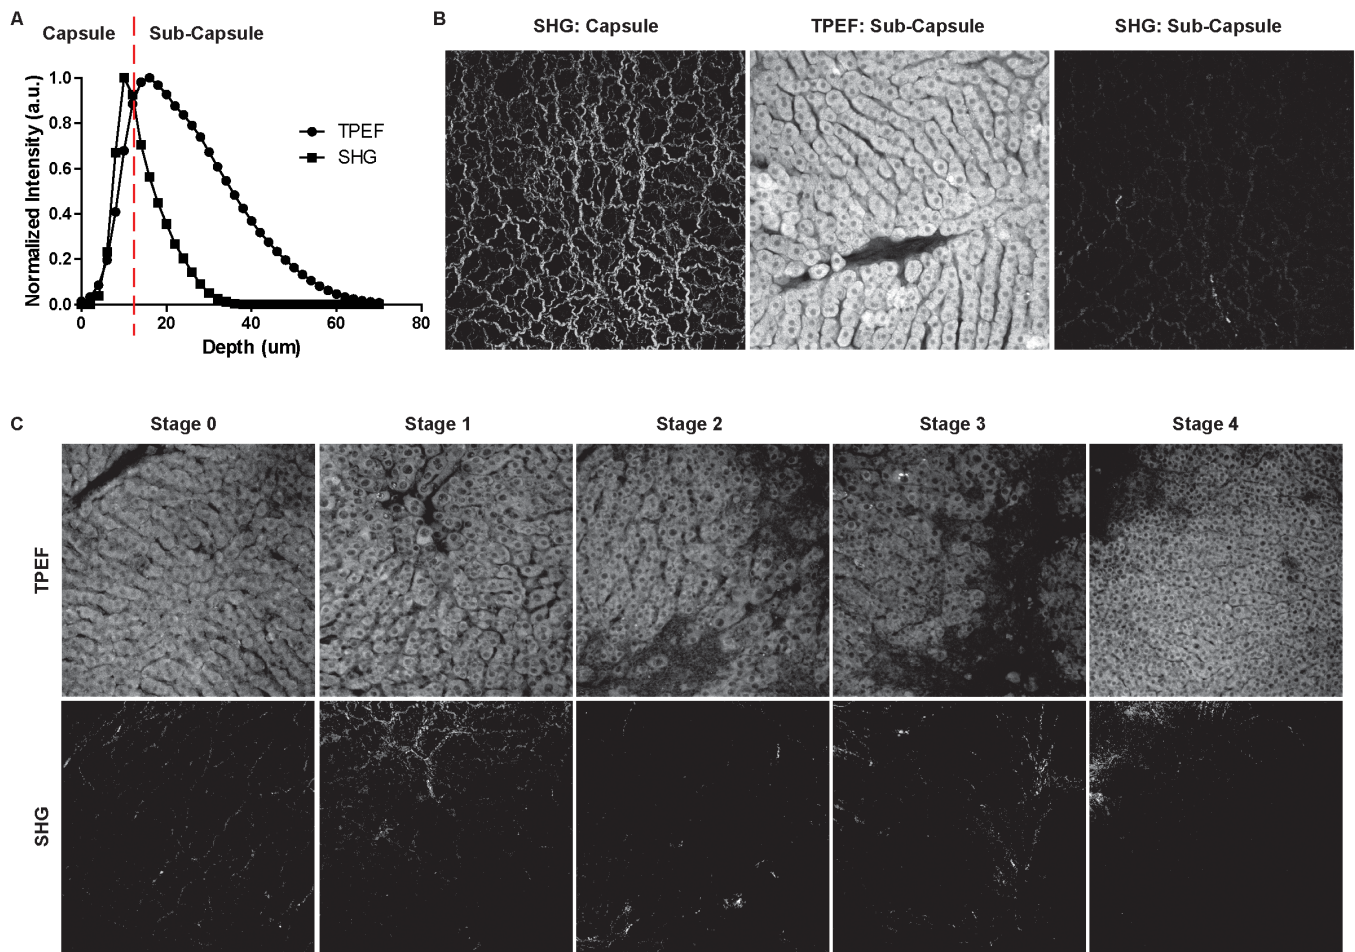 A
Capsule
Sub-Capsule
Normalized Intensity (a.u.)
1.0
0.8
0.6
0.4
0.2
0.0
0
20
40
60
80
Depth (um)
TPEF
SHG
B
SHG: Capsule
TPEF: Sub-Capsule
SHG: Sub-Capsule
C
Stage 0
Stage 1
Stage 2
Stage 3
Stage 4
TPEF
SHG